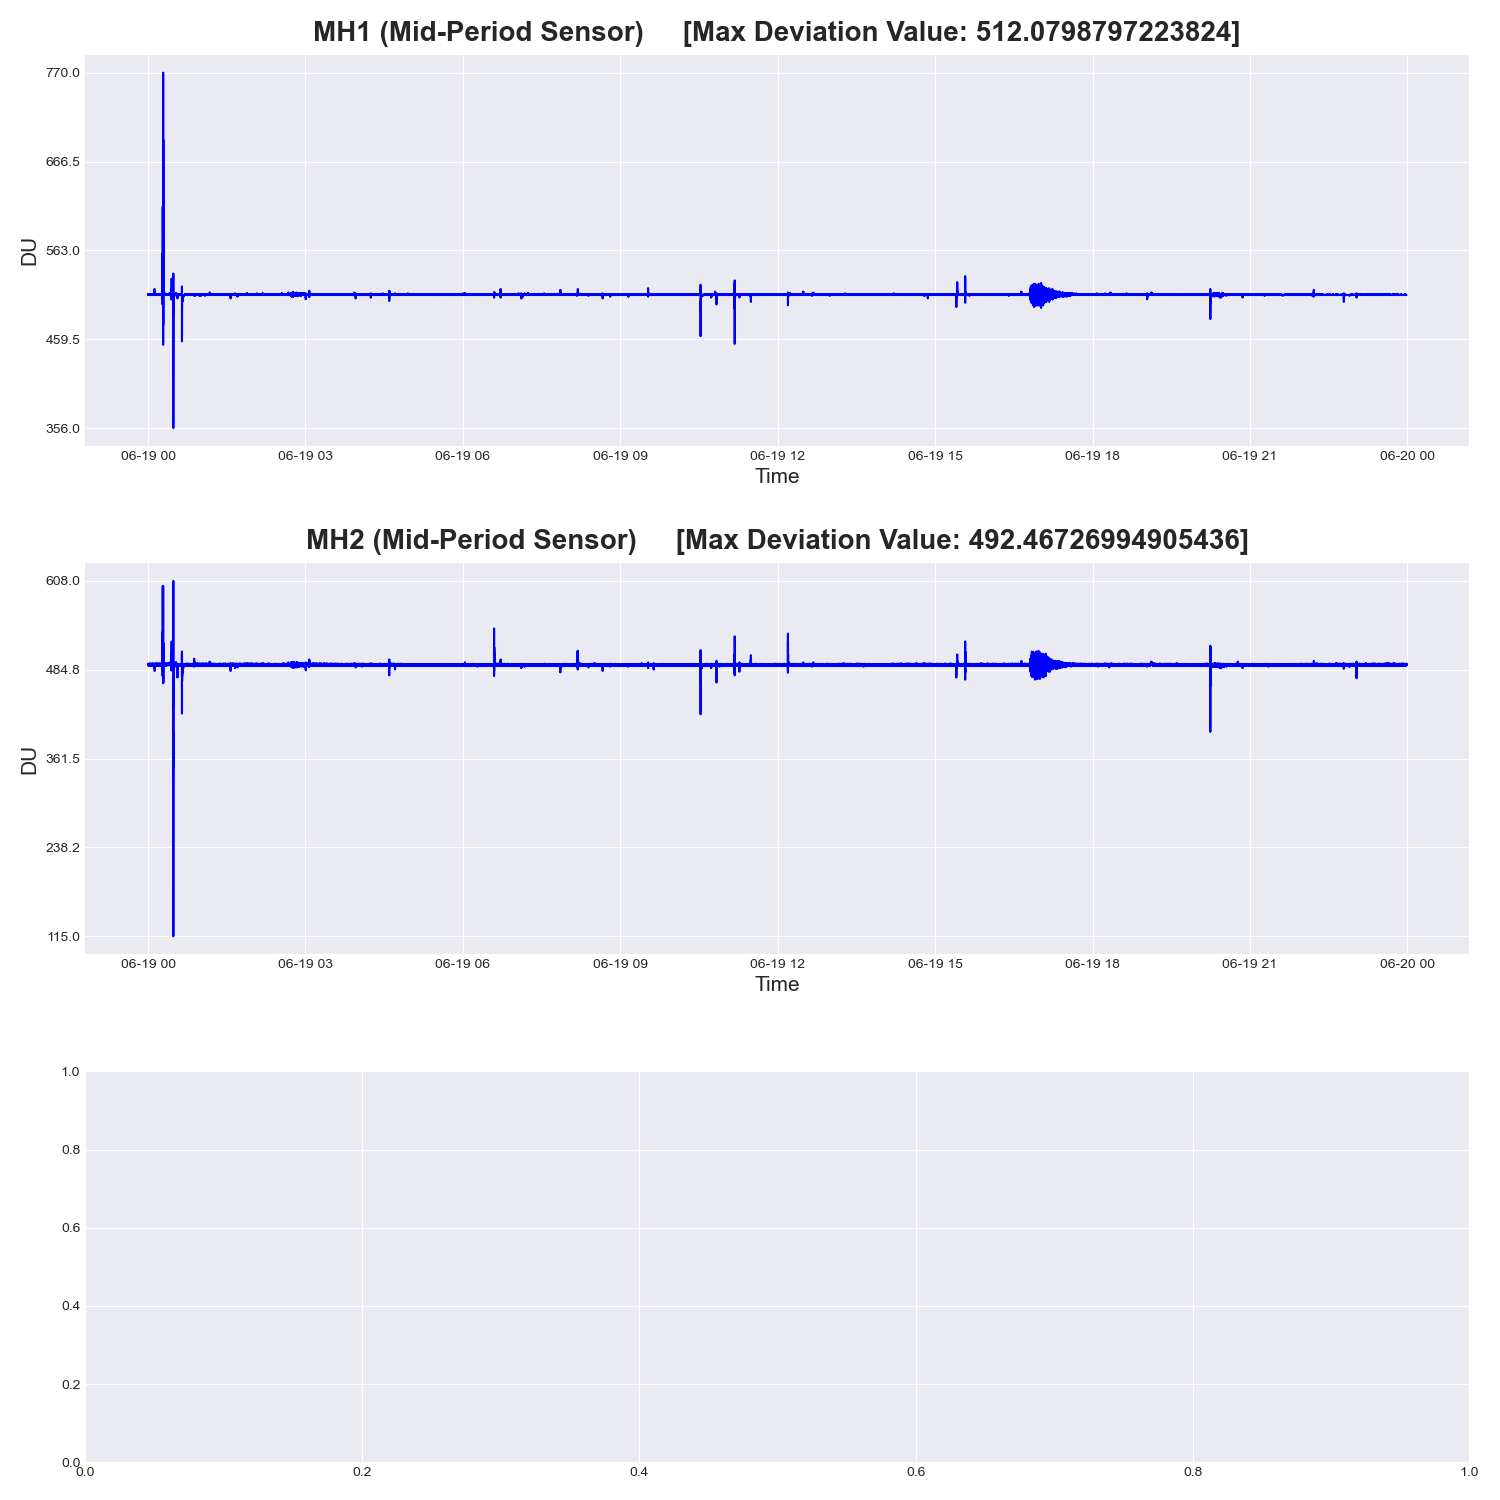 MH1 (Mid-Period Sensor) [Max Deviation Value: 512.0798797223824]
770.0
666.5
563.0
459.5
356.0
DU
06-19 00 06-19 03 06-19 06 06-19 09 06-19 12 06-19 15 06-19 18 06-19 21 06-20 00
Time
MH2 (Mid-Period Sensor) [Max Deviation Value: 492.46726994905436]
608.0
484.8
361.5
238.2
115.0
DU
06-19 00 06-19 03 06-19 06 06-19 09 06-19 12 06-19 15 06-19 18 06-19 21 06-20 00
Time
1.0
0.8
0.6
0.4
0.2
0.0
0.0 0.2 0.4 0.6 0.8 1.0